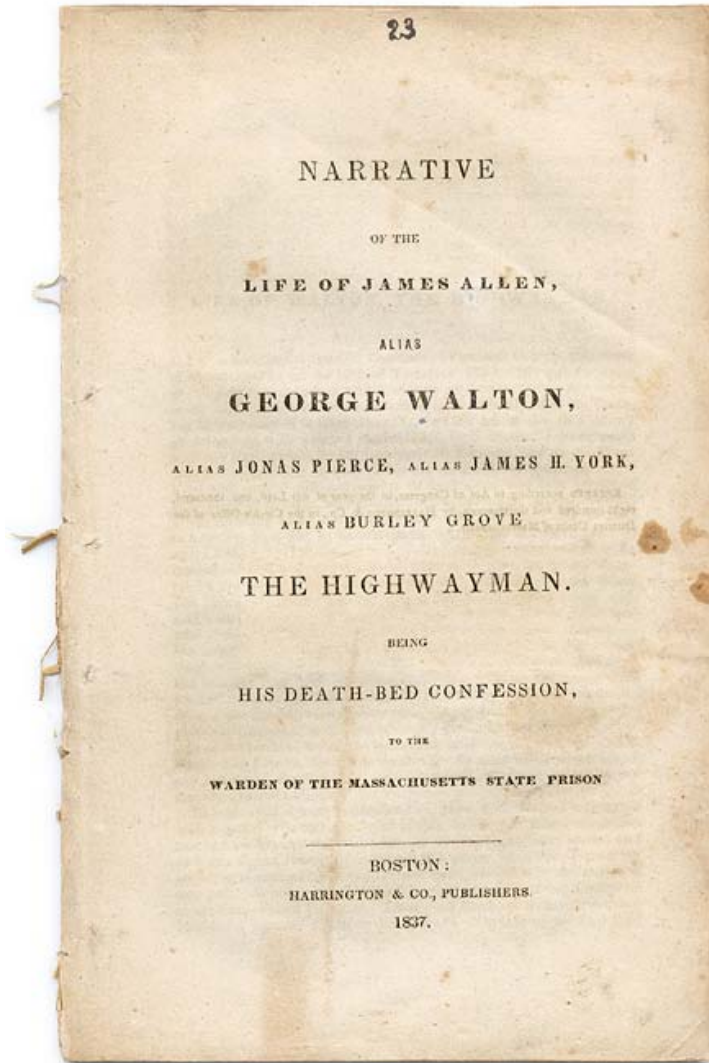 23
NARRATIVE
OF THE
LIFE OF JAMES ALLEN,
ALIAS
GEORGE WALTON,
ALIAS JONAS PIERCE, ALIAS JAMES H. YORK,
ALIAS BURLEY GROVE
THE HIGHWAYMAN.
BEING
HIS DEATH-BED CONFESSION,
TO THE
WARDEN OF THE MASSACHUSETTS STATE PRISON
BOSTON:
HARRINGTON & CO., PUBLISHERS.
1837.